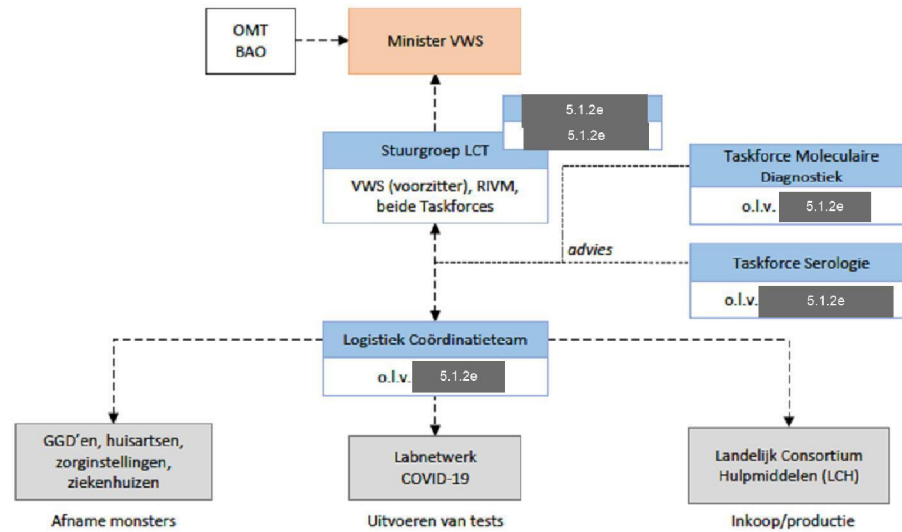 OMT
BAO
Minister VWS
5.1.2e
5.1.2e
Stuurgroep LCT
VWS (voorzitter), RIVM,
beide Taskforces
Taskforce Moleculaire
Diagnostiek
o.l.v. 5.1.2e
advies
Taskforce Serologie
o.l.v. 5.1.2e
Logistiek Coördinatieteam
o.l.v. 5.1.2e
GGD'en, huisartsen,
zorginstellingen,
ziekenhuizen
Labnetwerk
COVID-19
Landelijk Consortium
Hulpmiddelen (LCH)
Afname monsters
Uitvoeren van tests
Inkoop/productie